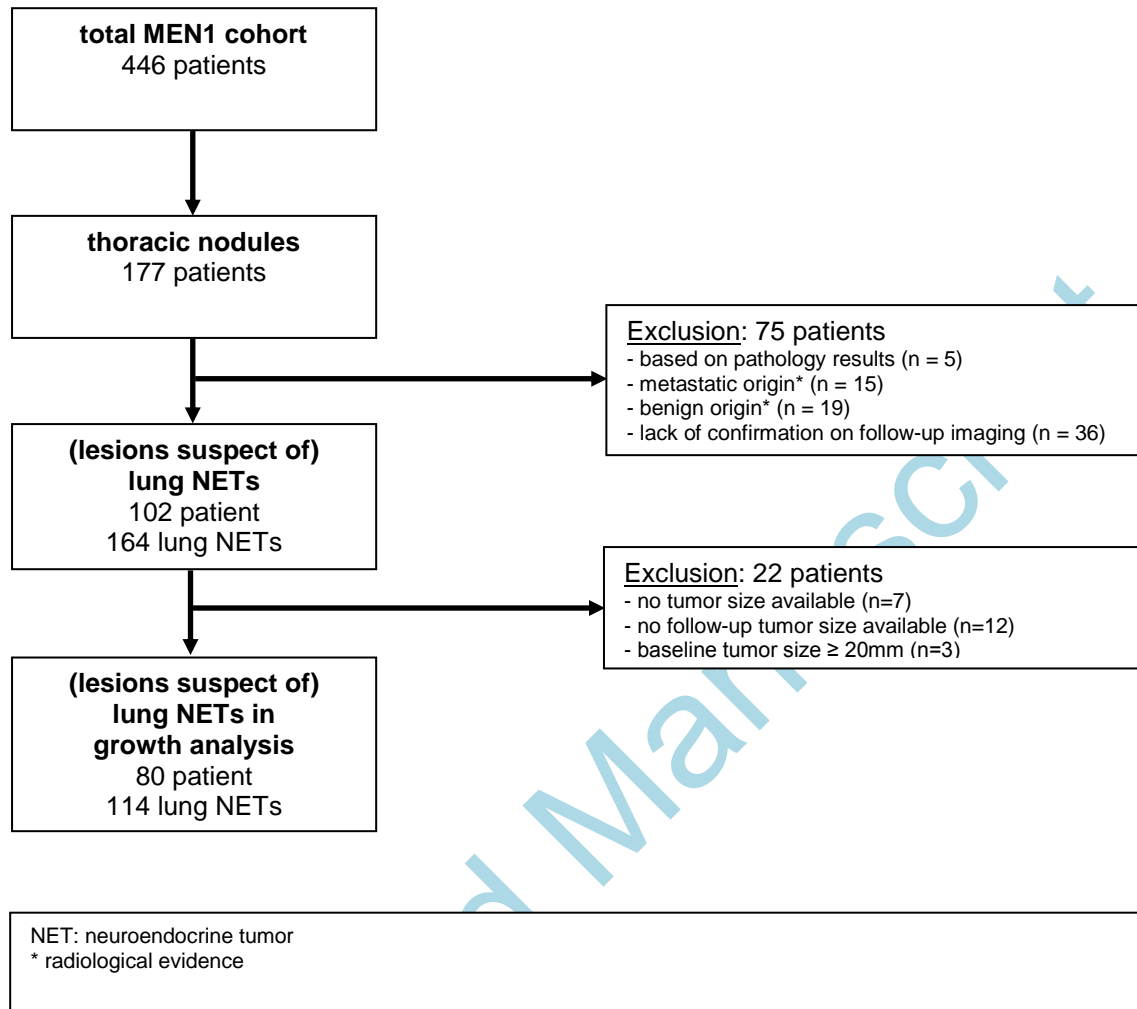 total MEN1 cohort
446 patients
thoracic nodules
177 patients
Exclusion: 75 patients
- based on pathology results (n = 5)
- metastatic origin* (n = 15)
- benign origin* (n = 19)
- lack of confirmation on follow-up imaging (n = 36)
(lesions suspect of)
lung NETs
102 patient
164 lung NETs
Exclusion: 22 patients
- no tumor size available (n=7)
- no follow-up tumor size available (n=12)
- baseline tumor size ≥ 20mm (n=3)
(lesions suspect of)
lung NETs in
growth analysis
80 patient
114 lung NETs
NET: neuroendocrine tumor
* radiological evidence